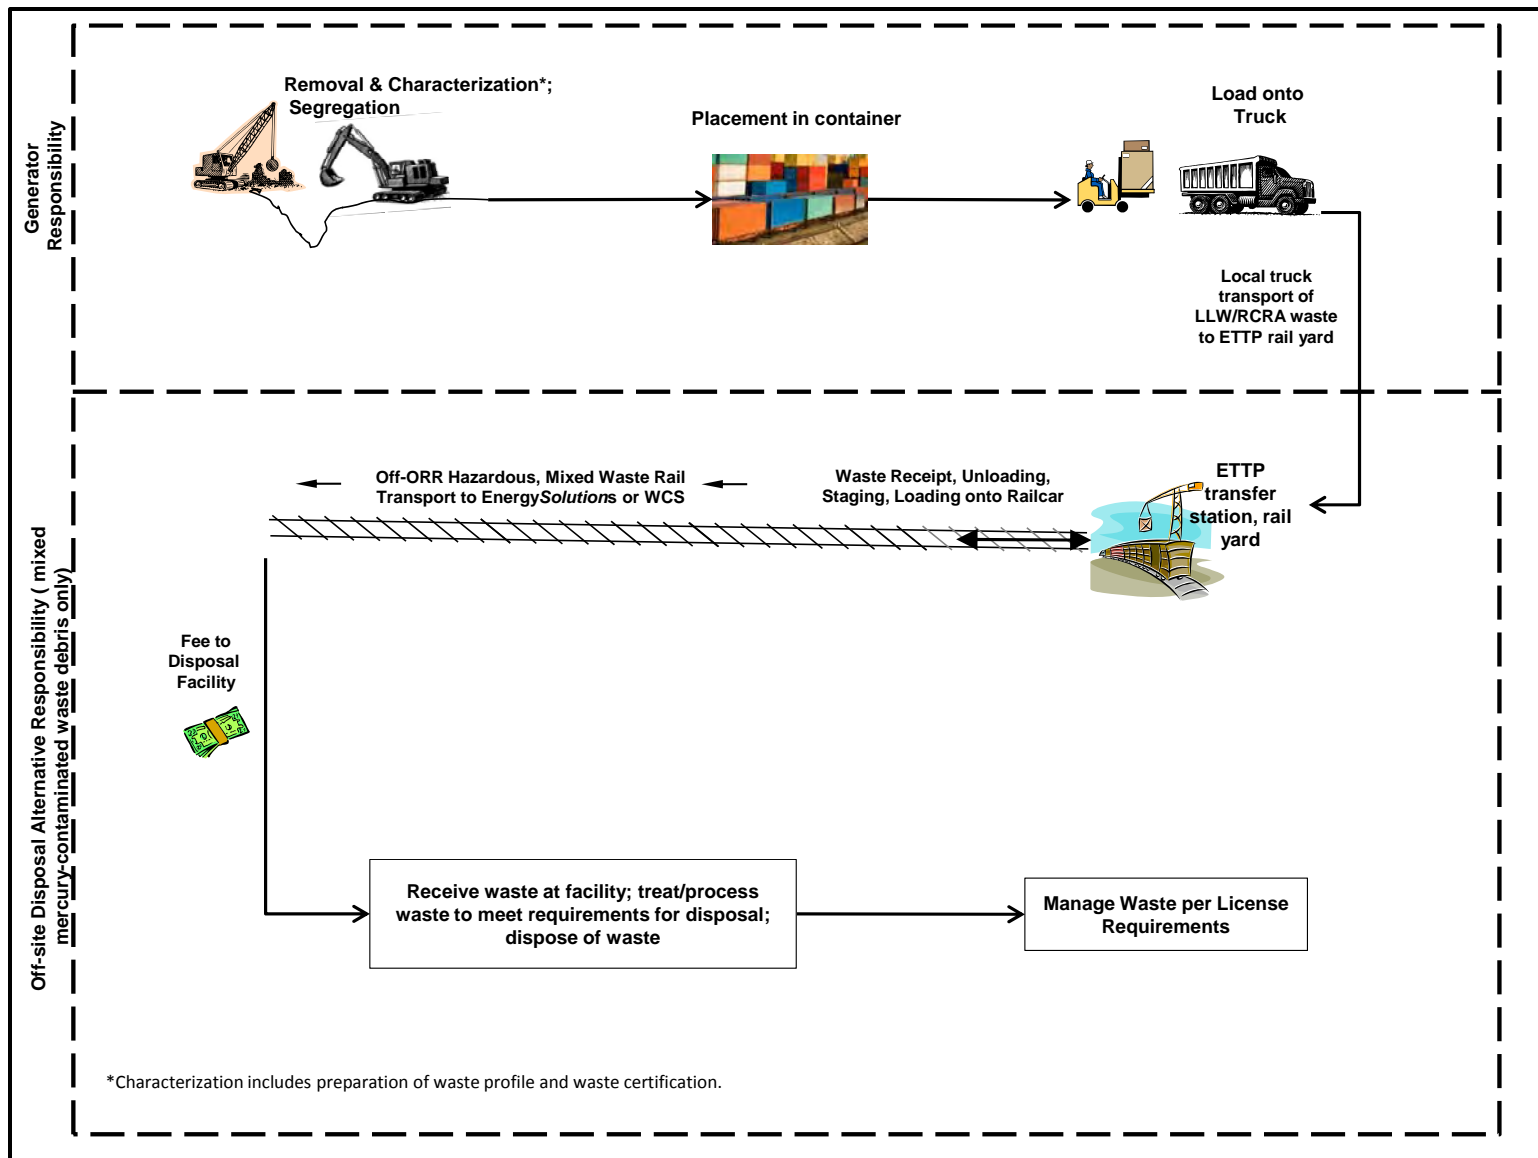 Generator
Responsibility
Removal & Characterization*;
Segregation
Placement in container
Load onto
Truck
Local truck
transport of
LLW/RCRA waste
to ETTP rail yard
Off-site Disposal Alternative Responsibility ( mixed
mercury-contaminated waste debris only)
Off-ORR Hazardous, Mixed Waste Rail
Transport to EnergySolutions or WCS
Waste Receipt, Unloading,
Staging, Loading onto Railcar
ETTP
transfer
station, rail
yard
Fee to
Disposal
Facility
Receive waste at facility; treat/process
waste to meet requirements for disposal;
dispose of waste
Manage Waste per License
Requirements
*Characterization includes preparation of waste profile and waste certification.